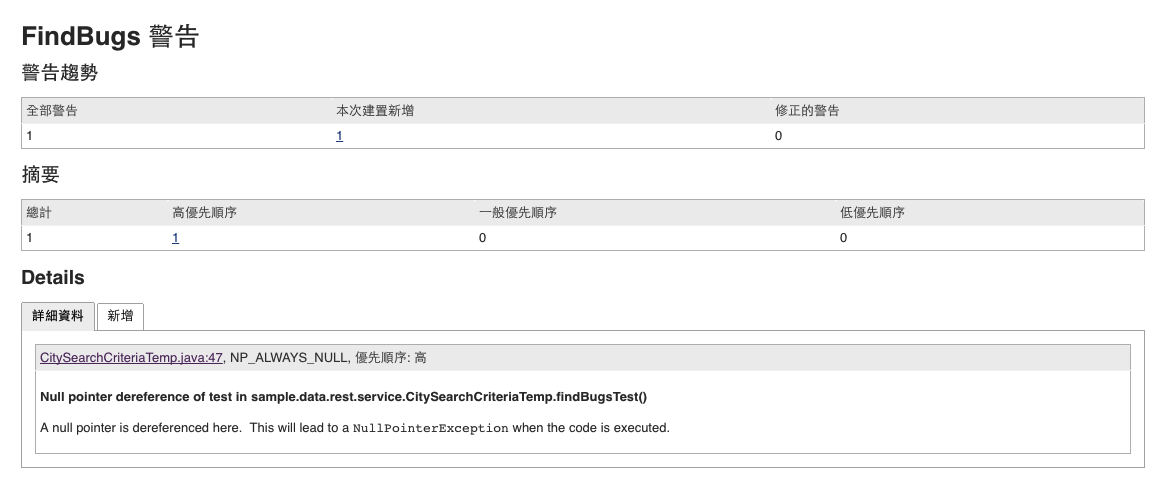 FindBugs 警告
警告趨勢
全部警告 本次建置新增 修正的警告
1 1 0
摘要
總計 高優先順序 一般優先順序 低優先順序
1 1 0 0
Details
詳細資料 新增
CitySearchCriteriaTemp.java:47, NP_ALWAYS_NULL, 優先順序: 高
Null pointer dereference of test in sample.data.rest.service.CitySearchCriteriaTemp.findBugsTest()
A null pointer is dereferenced here.  This will lead to a NullPointerException when the code is executed.